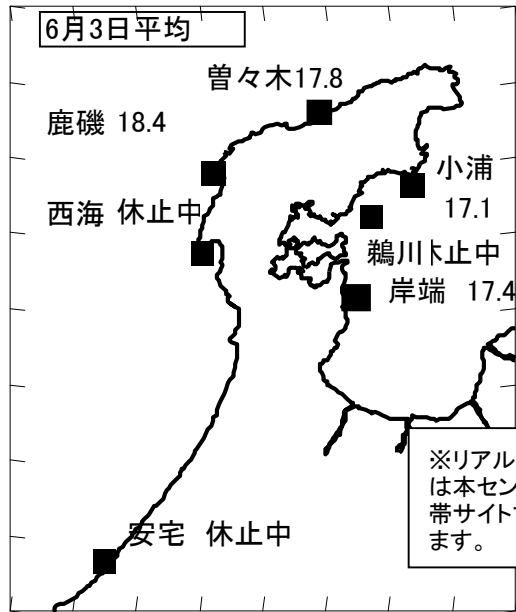 6月3日平均
曽々木17.8
鹿磯 18.4
小浦
17.1
西海 休止中
鵜川休止中
岸端 17.4
※リアル
は本セン
帯サイト
ます。
安宅 休止中